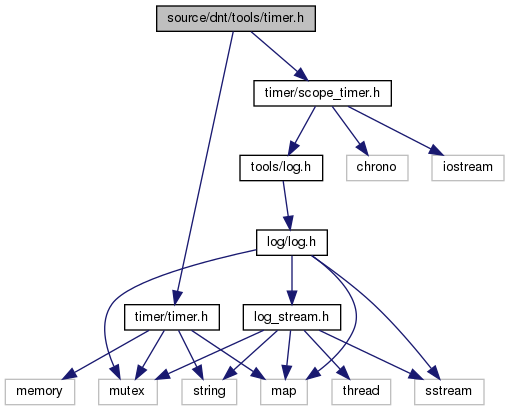 source/dnt/tools/timer.h
timer/scope_timer.h
tools/log.h
chrono
iostream
log/log.h
timer/timer.h
log_stream.h
memory
mutex
string
map
thread
sstream